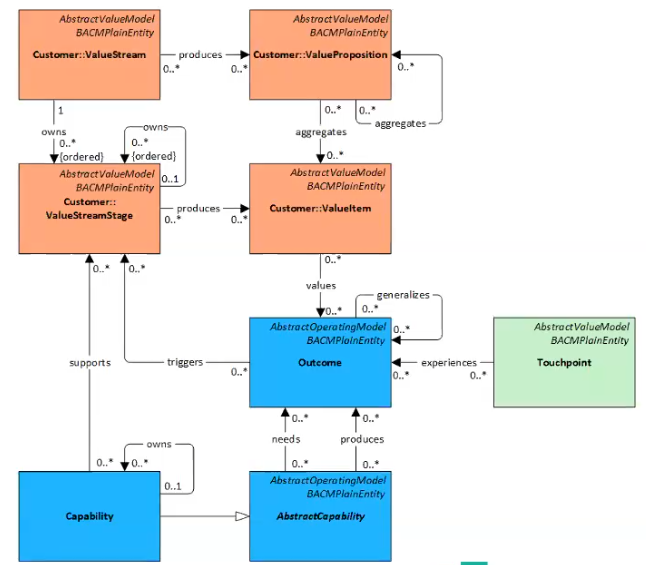 AbstractValueModel
BACMPlainEntity
Customer::ValueStream
produces
0..*
0..*
AbstractValueModel
BACMPlainEntity
Customer::ValueProposition
0..*
1
owns
0..*
{ordered}
owns
0..*
{ordered}
0..1
0..*
0..*
aggregates
aggregates
0..*
AbstractValueModel
BACMPlainEntity
Customer::
ValueStreamStage
produces
0..*
0..*
AbstractValueModel
BACMPlainEntity
Customer::ValueItem
0..*
0..*
0..*
values
0..*
generalizes
0..*
0..*
AbstractOperatingModel
BACMPlainEntity
Outcome
AbstractValueModel
BACMPlainEntity
Touchpoint
supports
triggers
0..*
experiences
0..*
0..*
0..*
0..*
needs
produces
owns
0..*
0..*
0..1
0..*
0..*
Capability
AbstractOperatingModel
BACMPlainEntity
AbstractCapability